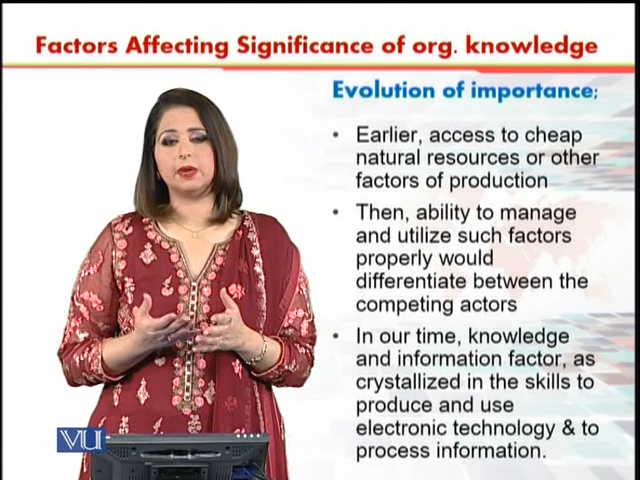 Factors Affecting Significance of org. knowledge
Evolution of importance;
• Earlier, access to cheap
natural resources or other
factors of production
• Then, ability to manage
and utilize such factors
properly would
differentiate between the
competing actors
• In our time, knowledge
and information factor, as
crystallized in the skills to
produce and use
electronic technology & to
process information.
VU